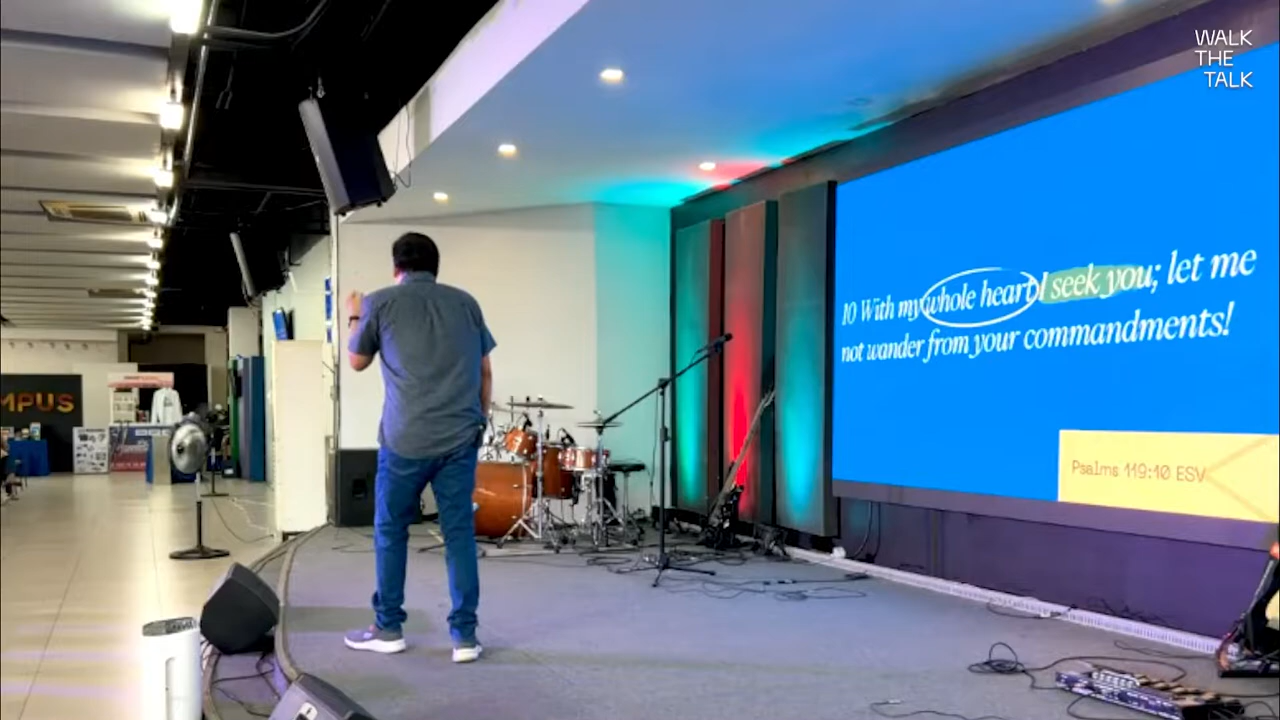 WALK
THE
TALK
10 With my whole heart I seek you; let me
not wander from your commandments!
Psalms 119:10 ESV
MPUS